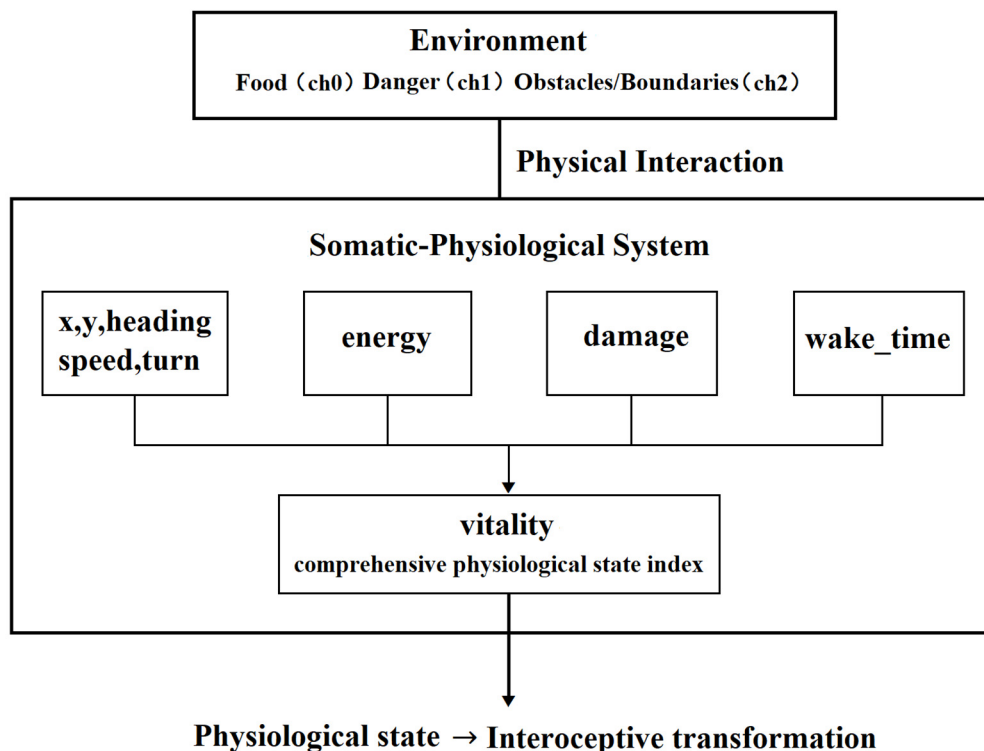 Environment
Food（ch0）Danger（ch1）Obstacles/Boundaries（ch2）
Physical Interaction
Somatic-Physiological System
x,y,heading
speed,turn
energy
damage
wake_time
vitality
comprehensive physiological state index
Physiological state → Interoceptive transformation